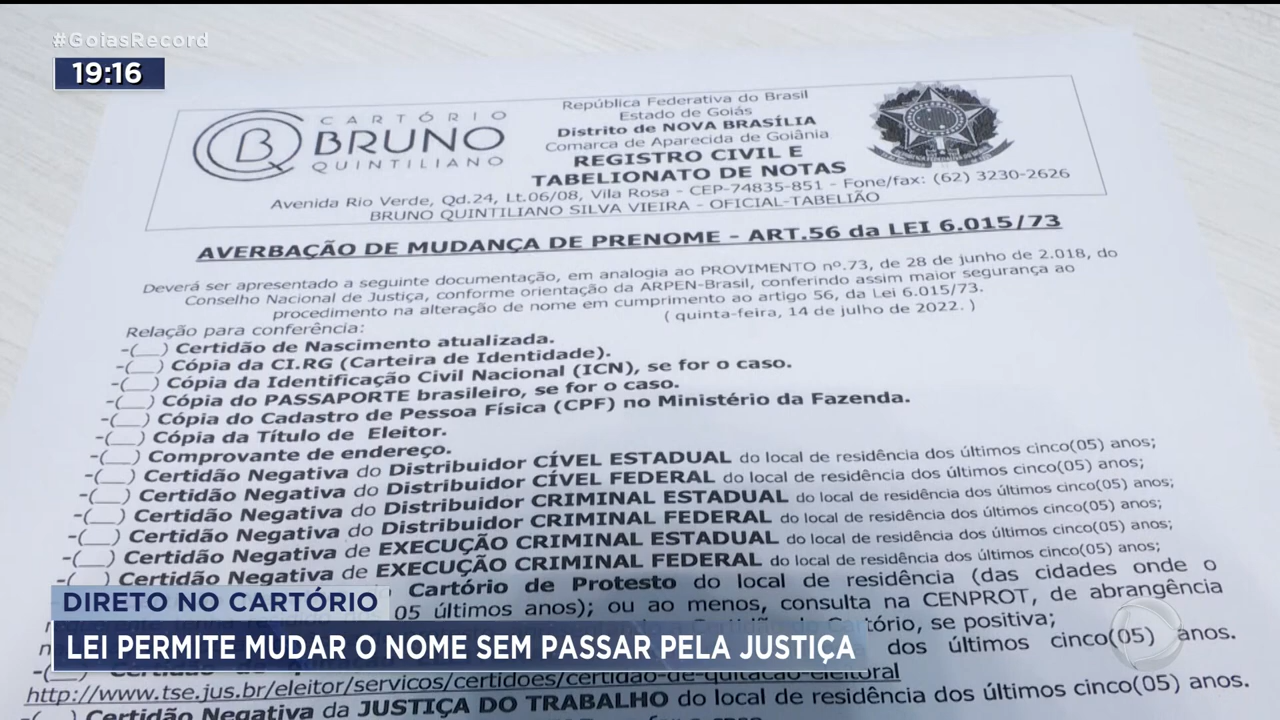 #GoiasRecord
19:16
CARTÓRIO
BRUNO
QUINTILIANO
República Federativa do Brasil
Estado de Goiás
Distrito de NOVA BRASÍLIA
Comarca de Aparecida de Goiânia
REGISTRO CIVIL E
TABELIONATO DE NOTAS
Avenida Rio Verde, Qd.24, Lt.06/08, Vila Rosa - CEP-74835-851 - Fone/fax: (62) 3230-2626
BRUNO QUINTILIANO SILVA VIEIRA - OFICIAL-TABELIÃO
AVERBAÇÃO DE MUDANÇA DE PRENOME - ART.56 da LEI 6.015/73
Deverá ser apresentado a seguinte documentação, em analogia ao PROVIMENTO nº.73, de 28 de junho de 2.018, do
Conselho Nacional de Justiça, conforme orientação da ARPEN-Brasil, conferindo assim maior segurança ao
procedimento na alteração de nome em cumprimento ao artigo 56, da Lei 6.015/73.
( quinta-feira, 14 de julho de 2022. )
Relação para conferência:
-(__) Certidão de Nascimento atualizada.
-(__) Cópia da CI.RG (Carteira de Identidade).
-(__) Cópia da Identificação Civil Nacional (ICN), se for o caso.
-(__) Cópia do PASSAPORTE brasileiro, se for o caso.
-(__) Cópia do Cadastro de Pessoa Física (CPF) no Ministério da Fazenda.
-(__) Cópia da Título de Eleitor.
-(__) Comprovante de endereço.
-(__) Certidão Negativa do Distribuidor CÍVEL ESTADUAL do local de residência dos últimos cinco(05) anos;
-(__) Certidão Negativa do Distribuidor CÍVEL FEDERAL do local de residência dos últimos cinco(05) anos;
-(__) Certidão Negativa do Distribuidor CRIMINAL ESTADUAL do local de residência dos últimos cinco(05) anos;
-(__) Certidão Negativa do Distribuidor CRIMINAL FEDERAL do local de residência dos últimos cinco(05) anos;
-(__) Certidão Negativa de EXECUÇÃO CRIMINAL ESTADUAL do local de residência dos últimos cinco(05) anos;
-(__) Certidão Negativa de EXECUÇÃO CRIMINAL FEDERAL do local de residência dos últimos cinco(05) anos;
Cartório de Protesto do local de residência (das cidades onde o
05 últimos anos); ou ao menos, consulta na CENPROT, de abrangência
tório, se positiva;
dos últimos cinco(05) anos.
DIRETO NO CARTÓRIO
LEI PERMITE MUDAR O NOME SEM PASSAR PELA JUSTIÇA
http://www.tse.jus.br/eleitor/servicos/certidoes/certidao-de-quitacao-eleitoral
Certidão Negativa da JUSTIÇA DO TRABALHO do local de residência dos últimos cinco(05) anos.